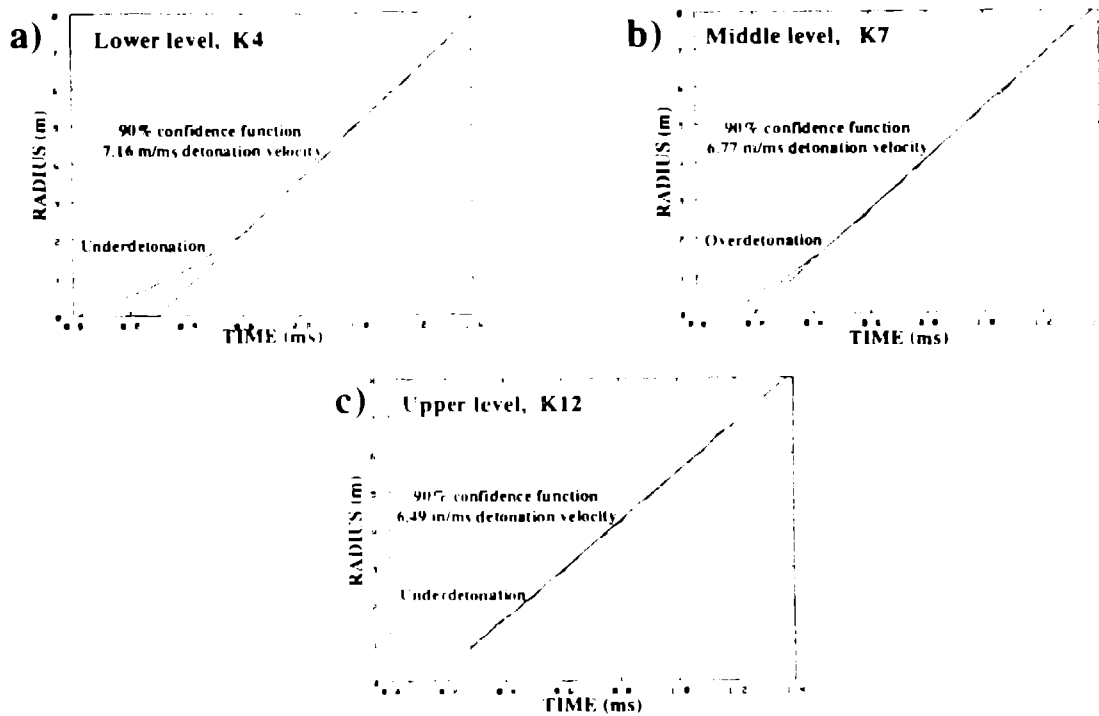 a)
Lower level, K4
90% confidence function
7.16 m/ms detonation velocity
Underdetonation
RADIUS (m)
TIME (ms)
b)
Middle level, K7
90% confidence function
6.77 m/ms detonation velocity
Overdetonation
RADIUS (m)
TIME (ms)
c)
Upper level, K12
90% confidence function
6.49 m/ms detonation velocity
Underdetonation
RADIUS (m)
TIME (ms)